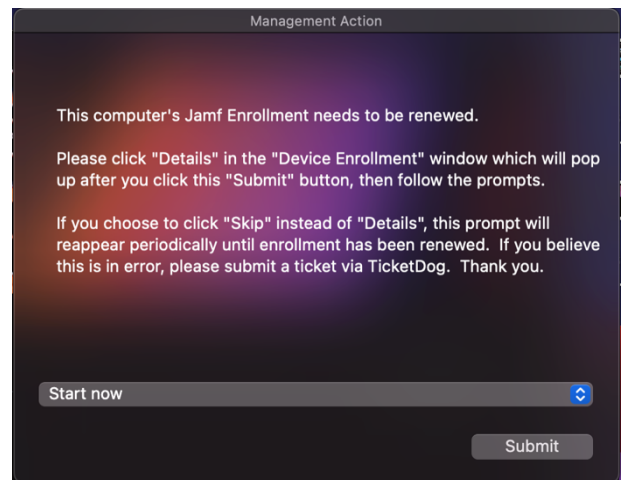 Management Action
This computer's Jamf Enrollment needs to be renewed.
Please click "Details" in the "Device Enrollment" window which will pop
up after you click this "Submit" button, then follow the prompts.
If you choose to click "Skip" instead of "Details", this prompt will
reappear periodically until enrollment has been renewed.  If you believe
this is in error, please submit a ticket via TicketDog.  Thank you.
Start now
Submit